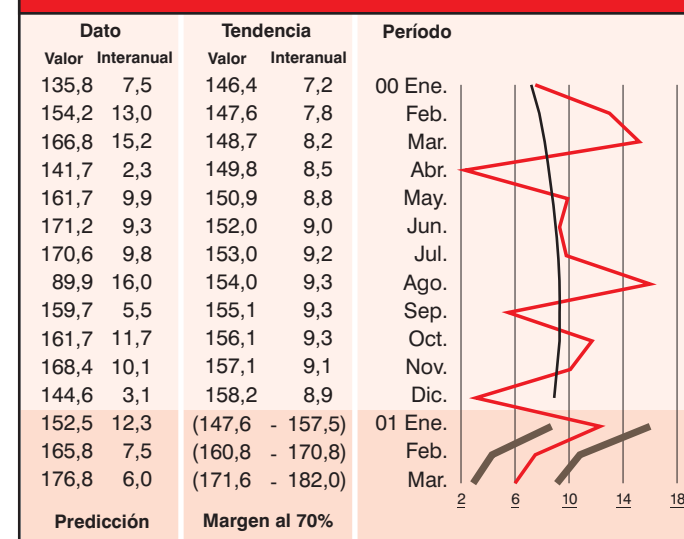 Dato Tendencia Período
Valor Interanual Valor Interanual
135,8 7,5 146,4 7,2 00 Ene.
154,2 13,0 147,6 7,8 Feb.
166,8 15,2 148,7 8,2 Mar.
141,7 2,3 149,8 8,5 Abr.
161,7 9,9 150,9 8,8 May.
171,2 9,3 152,0 9,0 Jun.
170,6 9,8 153,0 9,2 Jul.
89,9 16,0 154,0 9,3 Ago.
159,7 5,5 155,1 9,3 Sep.
161,7 11,7 156,1 9,3 Oct.
168,4 10,1 157,1 9,1 Nov.
144,6 3,1 158,2 8,9 Dic.
152,5 12,3 (147,6 - 157,5) 01 Ene.
165,8 7,5 (160,8 - 170,8) Feb.
176,8 6,0 (171,6 - 182,0) Mar.
2 6 10 14 18
Predicción Margen al 70%